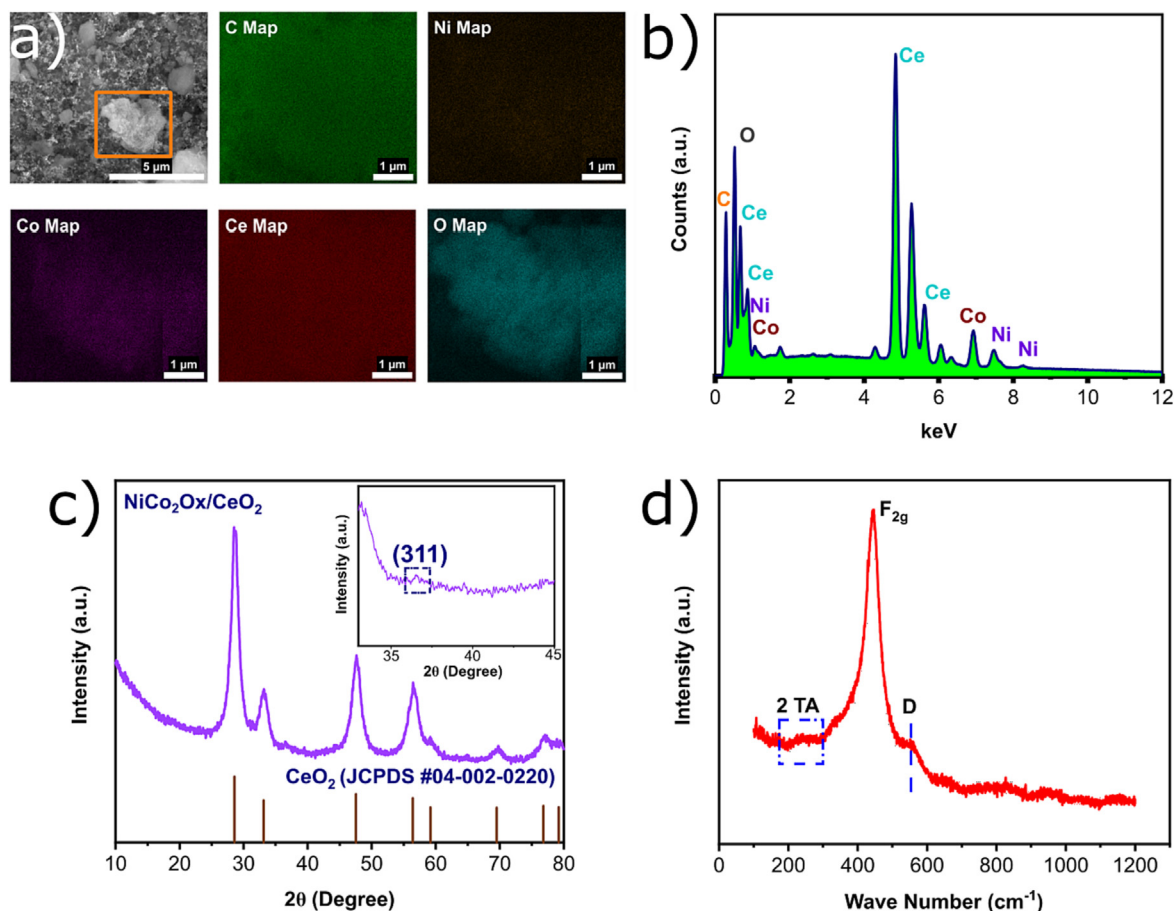 a)
C Map
Ni Map
5 µm
1 µm
1 µm
Co Map
Ce Map
O Map
1 µm
1 µm
1 µm
b)
Counts (a.u.)
C
O
Ce
Ce
Ni
Co
Ce
Ce
Co
Ni
Ni
0 2 4 6 8 10 12
keV
c)
NiCo₂Ox/CeO₂
Intensity (a.u.)
Intensity (a.u.)
(311)
35 40 45
2θ (Degree)
CeO₂ (JCPDS #04-002-0220)
10 20 30 40 50 60 70 80
2θ (Degree)
d)
Intensity (a.u.)
F₂g
2 TA
D
200 400 600 800 1000 1200
Wave Number (cm⁻¹)